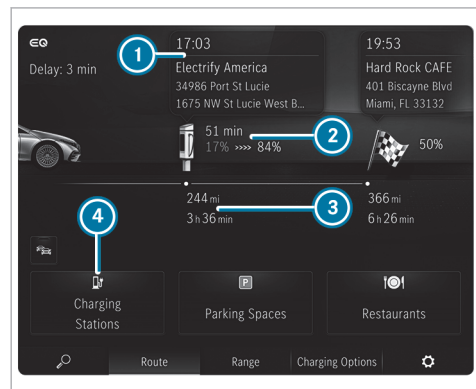 EQ
Delay: 3 min
17:03
Electrify America
34986 Port St Lucie
1675 NW St Lucie West B...
19:53
Hard Rock CAFE
401 Biscayne Blvd
Miami, FL 33132
1
51 min
17% »»» 84%
2
50%
244 mi
3 h 36 min
3
366 mi
6 h 26 min
4
Charging
Stations
P
Parking Spaces
Restaurants
Route
Range
Charging Options